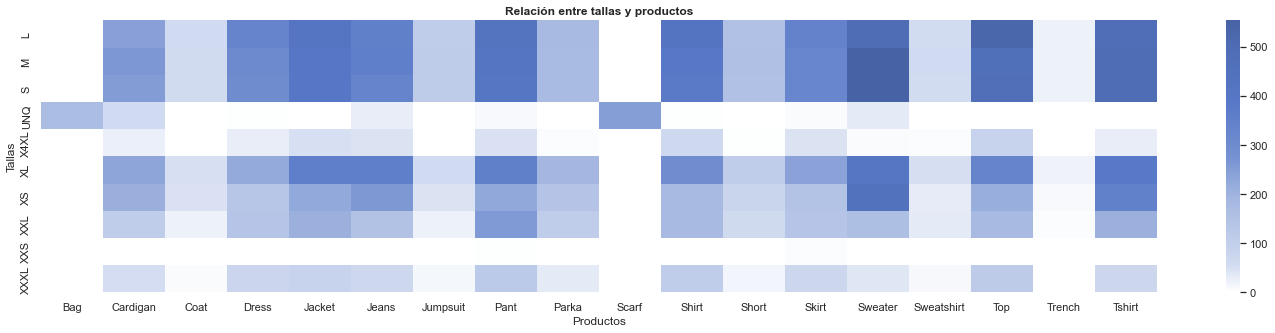 Relación entre tallas y productos
Tallas
L
M
S
UNQ
X4XL
XL
XS
XXL
XXS
XXXL
Bag Cardigan Coat Dress Jacket Jeans Jumpsuit Pant Parka Scarf Shirt Short Skirt Sweater Sweatshirt Top Trench Tshirt
Productos
500
400
300
200
100
0